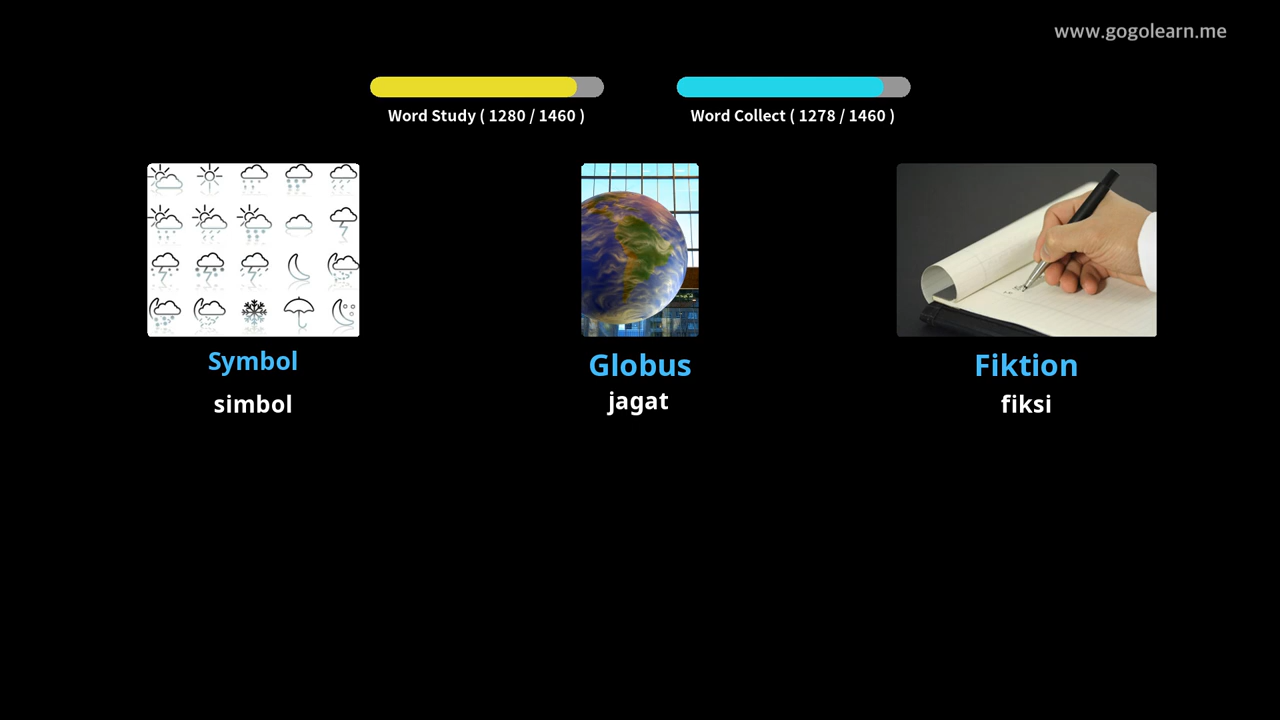 www.gogolearn.me
Word Study ( 1280 / 1460 )
Word Collect ( 1278 / 1460 )
Symbol
simbol
Globus
jagat
Fiktion
fiksi